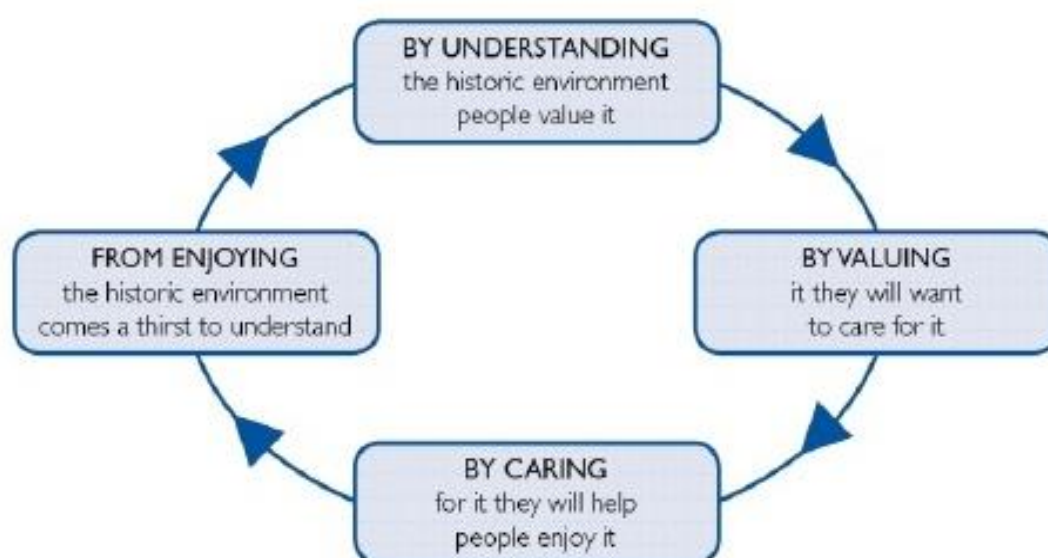 BY UNDERSTANDING
the historic environment
people value it
FROM ENJOYING
the historic environment
comes a thirst to understand
BY VALUING
it they will want
to care for it
BY CARING
for it they will help
people enjoy it